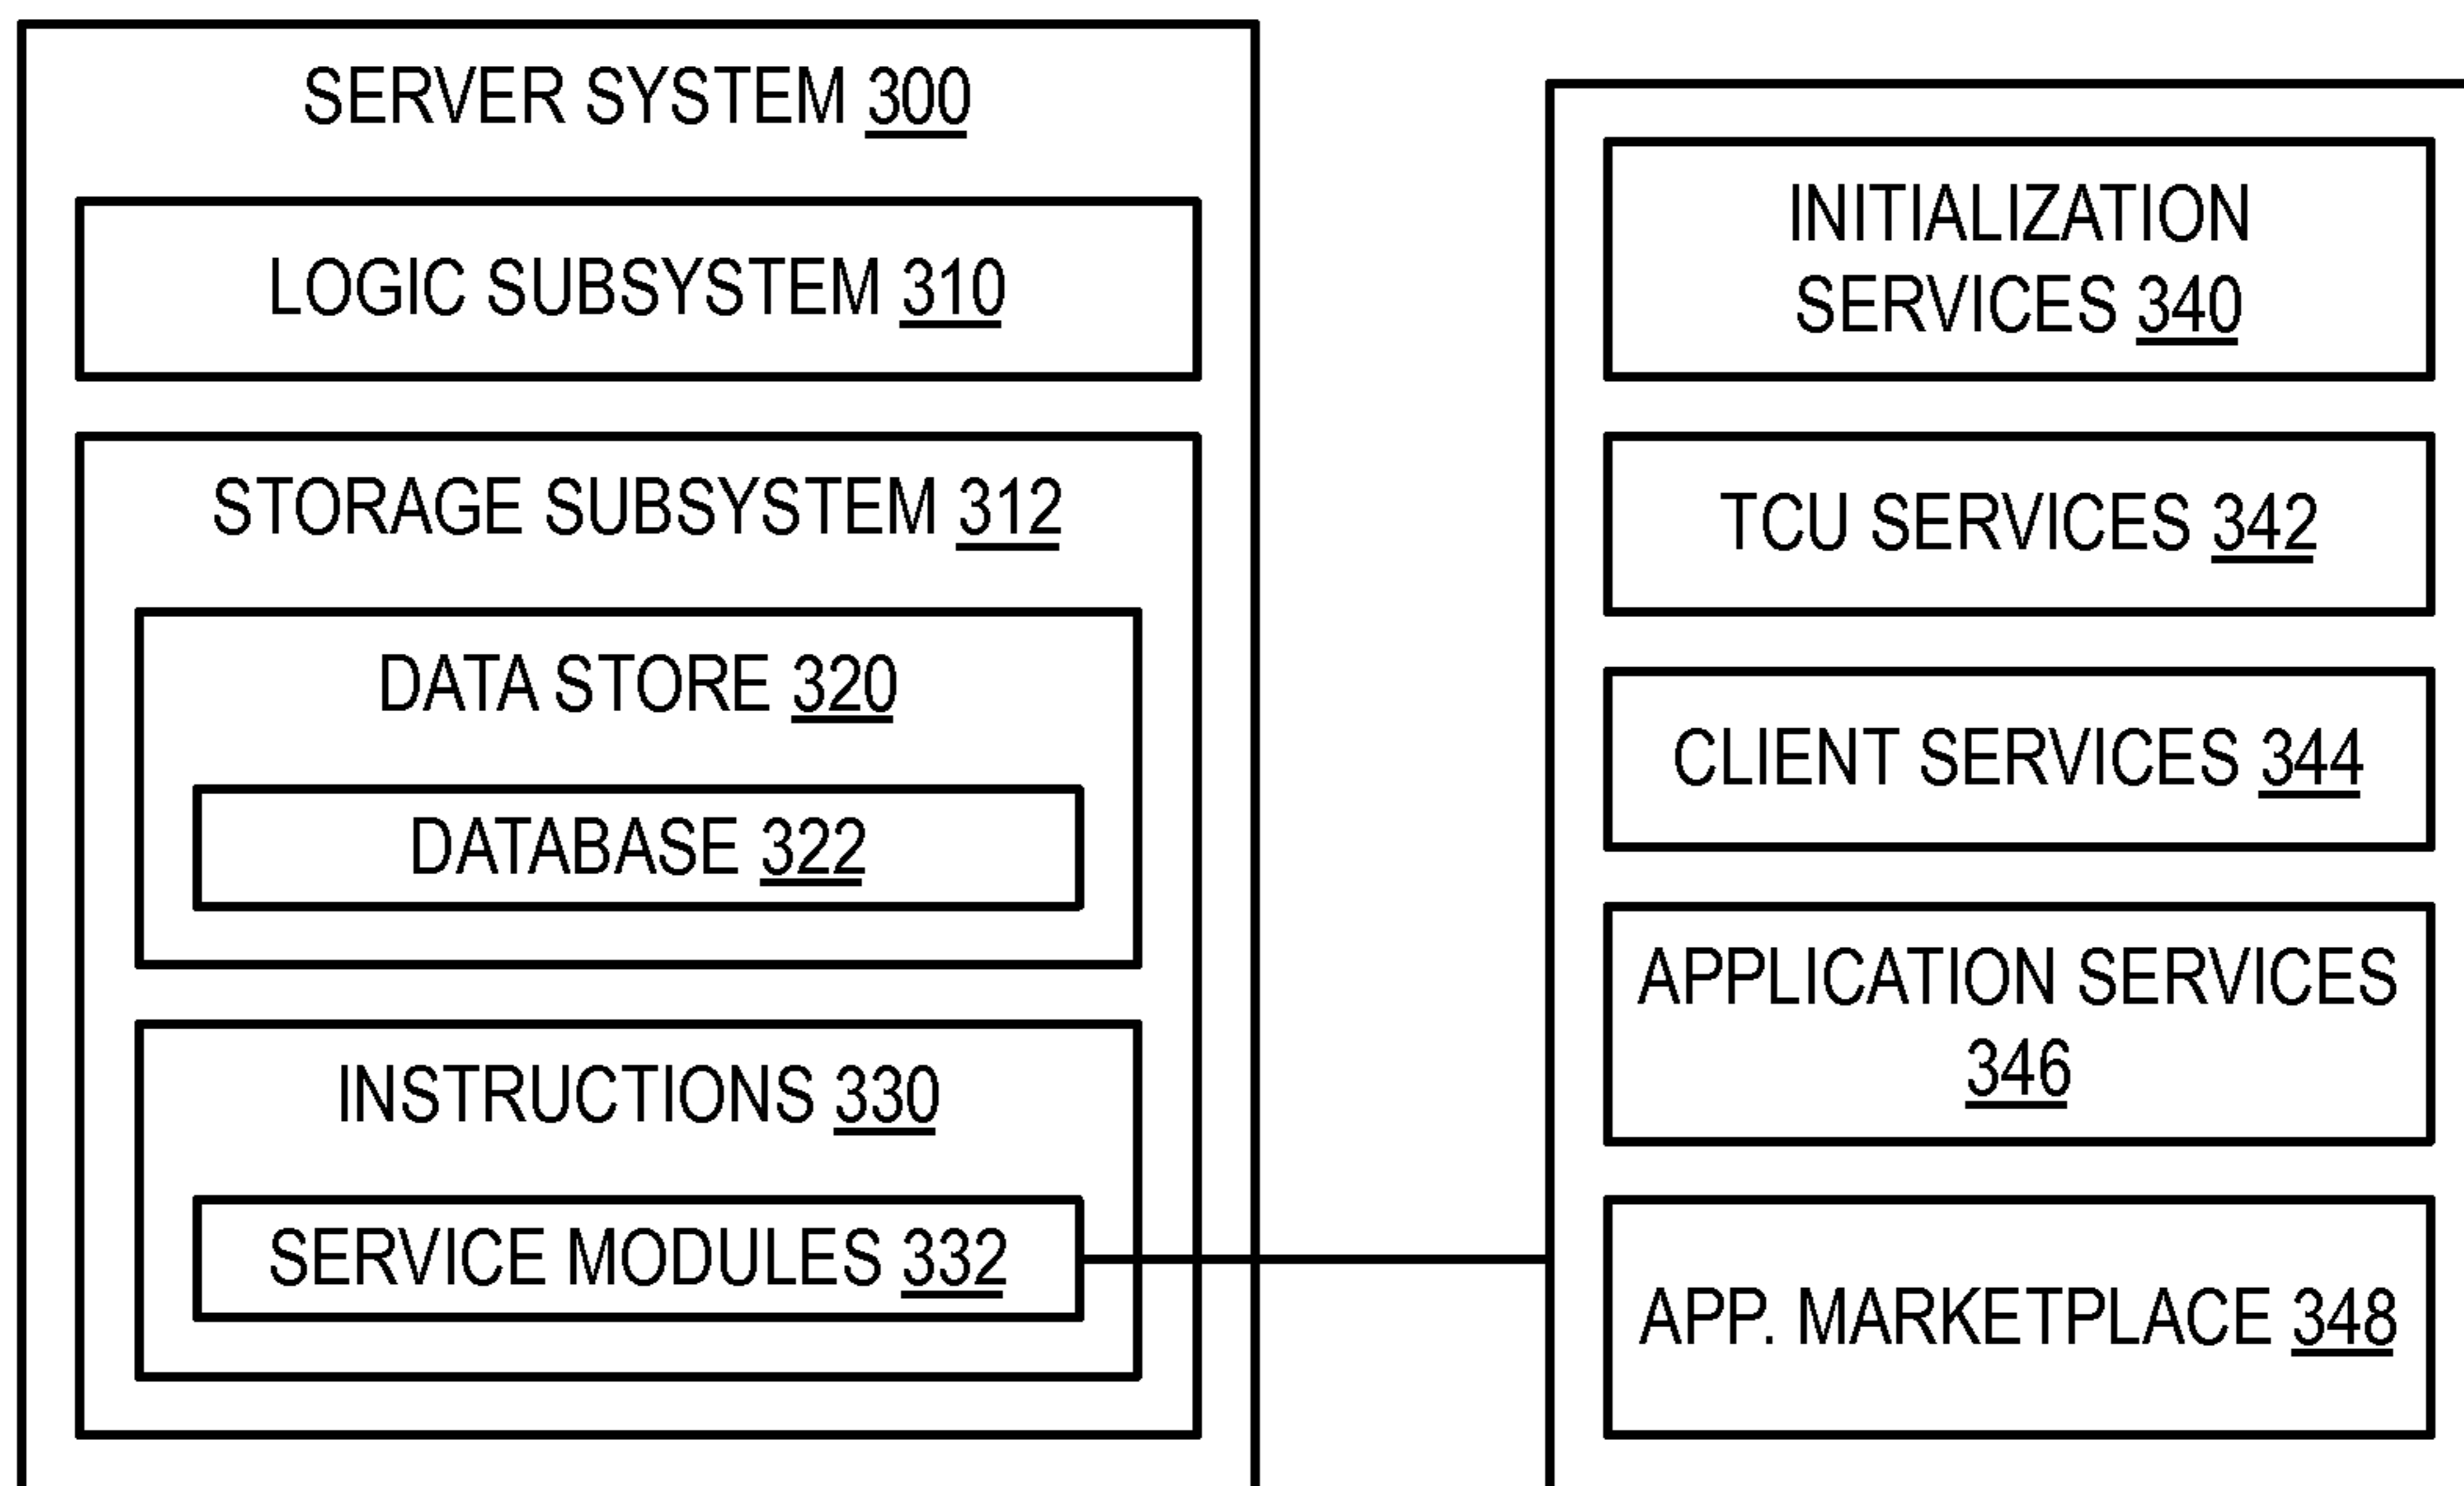 SERVER SYSTEM 300
LOGIC SUBSYSTEM 310
STORAGE SUBSYSTEM 312
DATA STORE 320
DATABASE 322
INSTRUCTIONS 330
SERVICE MODULES 332
INITIALIZATION
SERVICES 340
TCU SERVICES 342
CLIENT SERVICES 344
APPLICATION SERVICES
346
APP. MARKETPLACE 348